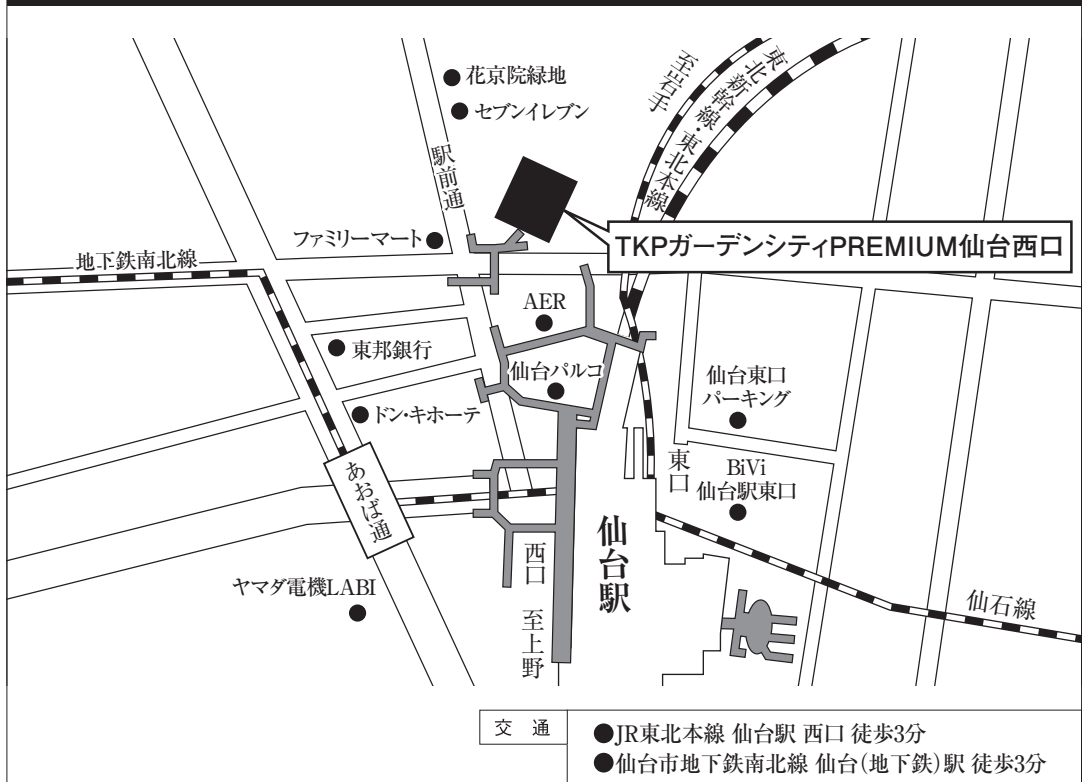 花京院緑地
セブンイレブン
駅前通
至岩手
東北新幹線・東北本線
ファミリーマート
TKPガーデンシティPREMIUM仙台西口
地下鉄南北線
AER
東邦銀行
仙台パルコ
仙台東口
パーキング
ドン・キホーテ
あおば通
東口
BiVi
仙台駅東口
西口
仙台駅
ヤマダ電機LABI
至上野
仙石線
交 通
●JR東北本線 仙台駅 西口 徒歩3分
●仙台市地下鉄南北線 仙台(地下鉄)駅 徒歩3分